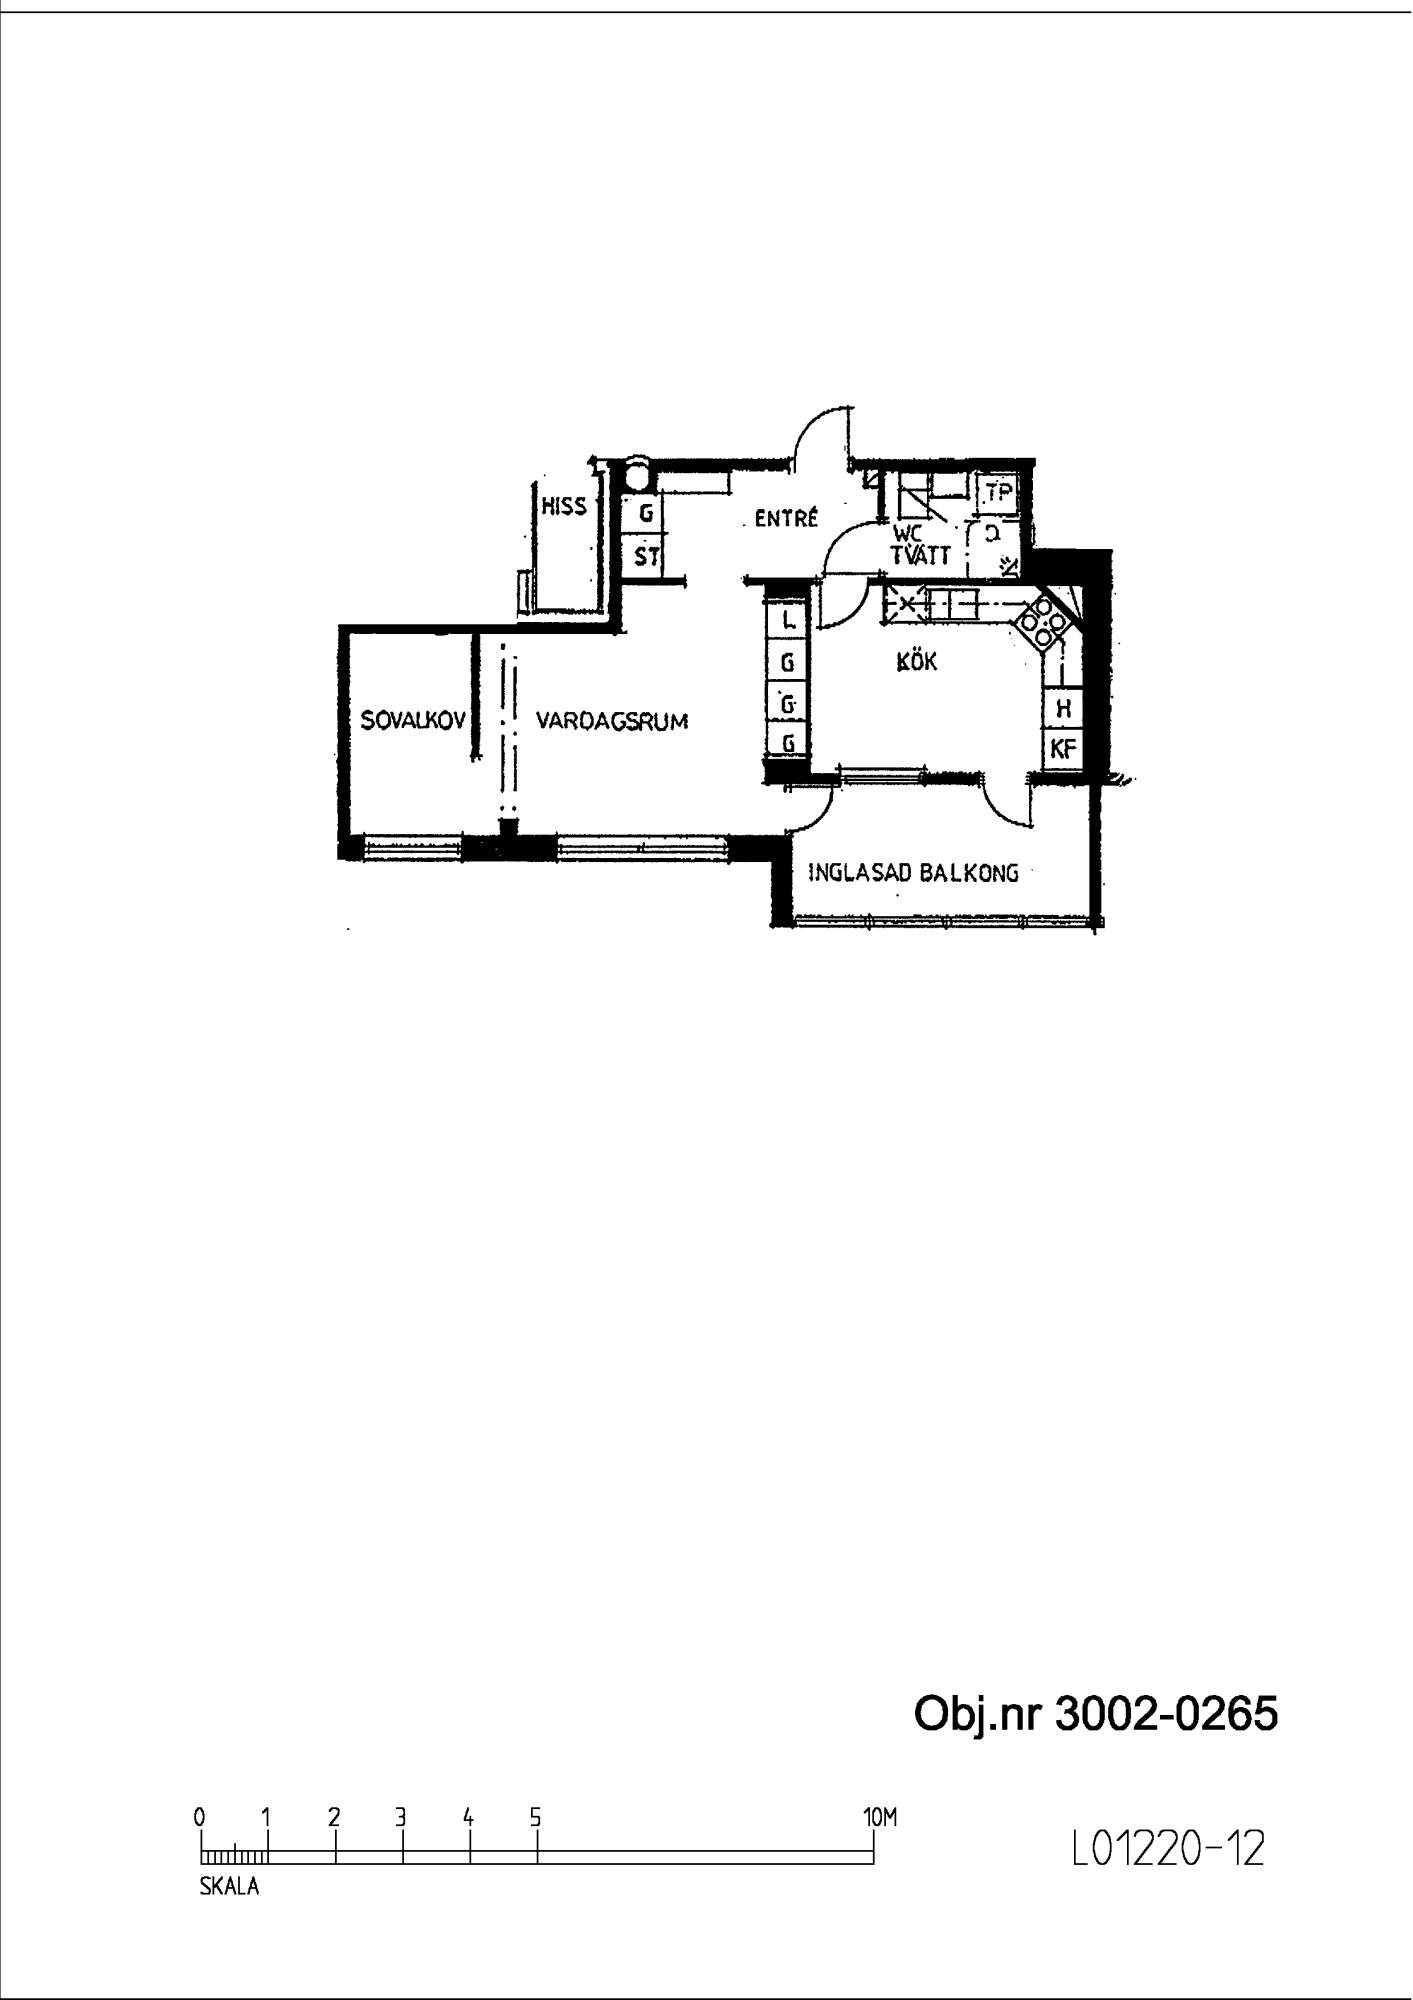 HISS
G
ST
ENTRÉ
TP
WC
TVÄTT
L
G
G
G
KÖK
H
KF
SOVALKOV
VARDAGSRUM
INGLASAD BALKONG
Obj.nr 3002-0265
0 1 2 3 4 5 10M
SKALA
L01220-12